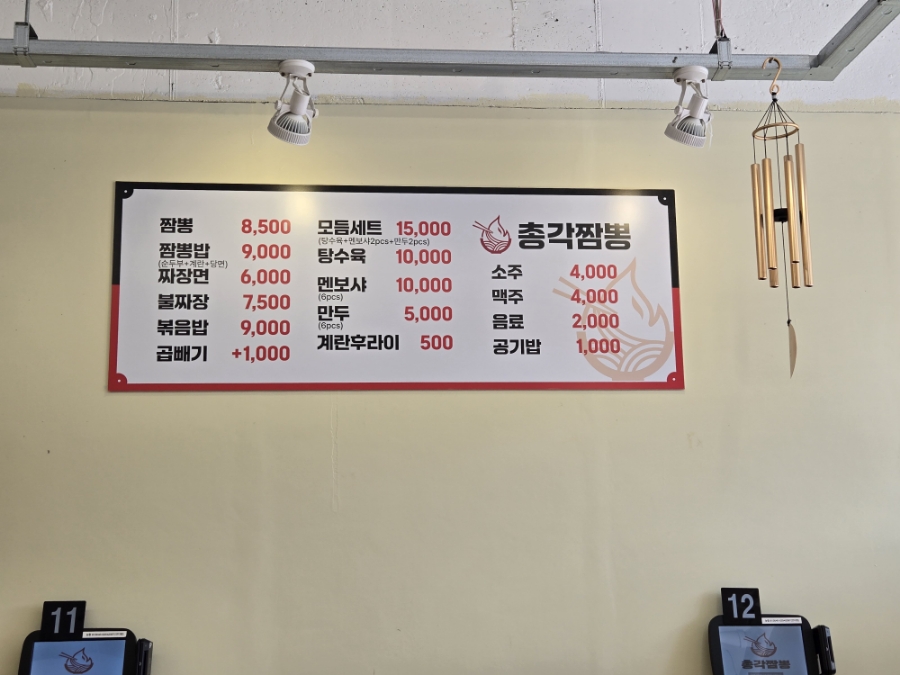 짬뽕 8,500
짬뽕밥 9,000
(순두부+계란+당면)
짜장면 6,000
불짜장 7,500
볶음밥 9,000
곱빼기 +1,000
모듬세트 15,000
(탕수육+멘보샤2pcs+만두2pcs)
탕수육 10,000
멘보샤 10,000
(6pcs)
만두 5,000
(6pcs)
계란후라이 500
총각짬뽕
소주 4,000
맥주 4,000
음료 2,000
공기밥 1,000
11
12
총각짬뽕